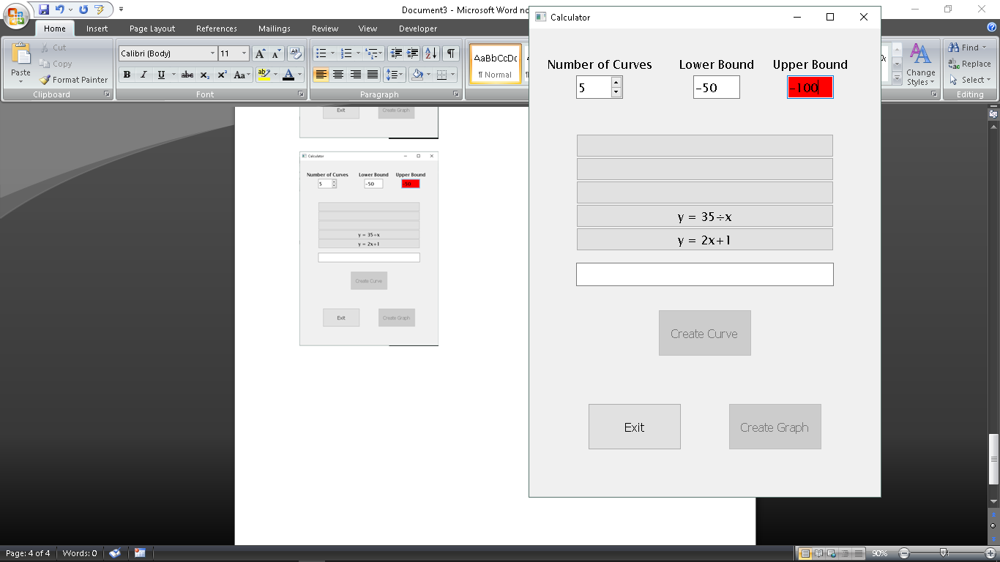 Document3 - Microsoft Word
Home Insert Page Layout References Mailings Review View Developer
Paste
Cut
Copy
Format Painter
Clipboard
Calibri (Body) 11
B I U abe x₂ x² Aa
Font
Paragraph
AaBbCcDc
¶ Normal
Change
Styles
Find
Replace
Select
Editing
Exit Create Graph
Calculator
Number of Curves Lower Bound Upper Bound
5 -50 -50
y = 35÷x
y = 2x+1
Create Curve
Exit Create Graph
Calculator
Number of Curves Lower Bound Upper Bound
5 -50 -100
y = 35÷x
y = 2x+1
Create Curve
Exit Create Graph
Page: 4 of 4 Words: 0 90%